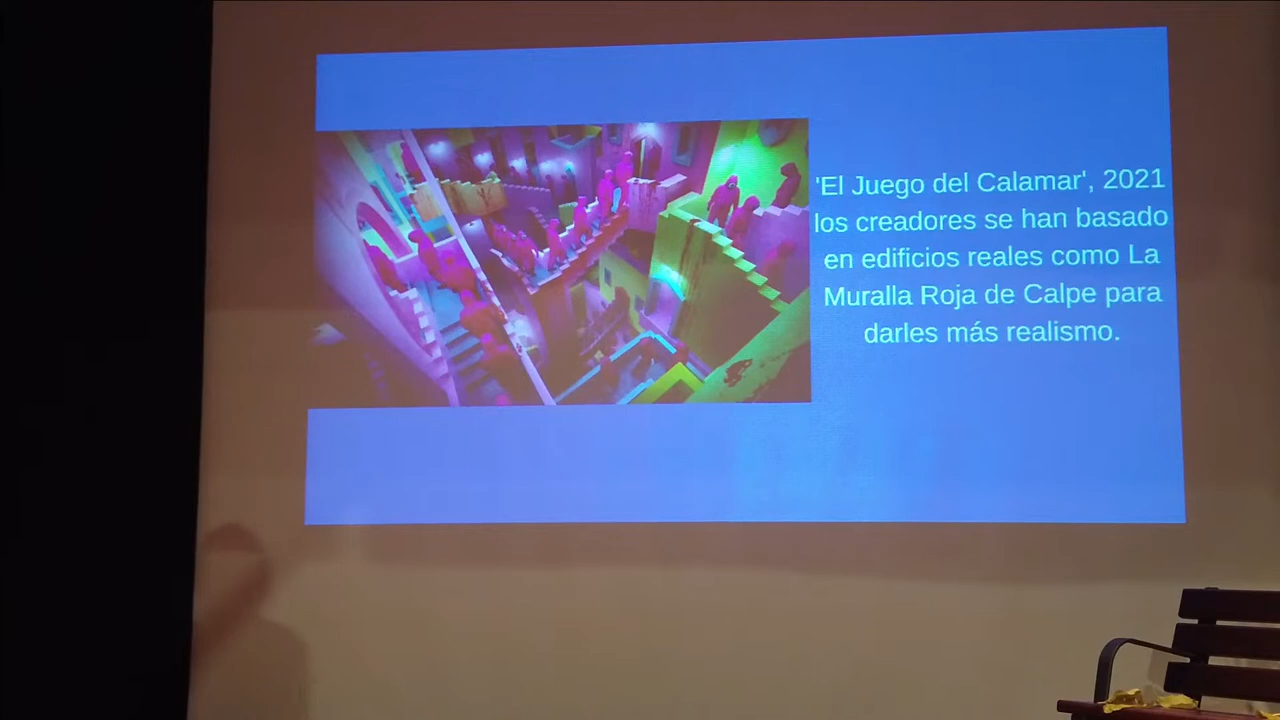 'El Juego del Calamar', 2021
los creadores se han basado
en edificios reales como La
Muralla Roja de Calpe para
darles más realismo.